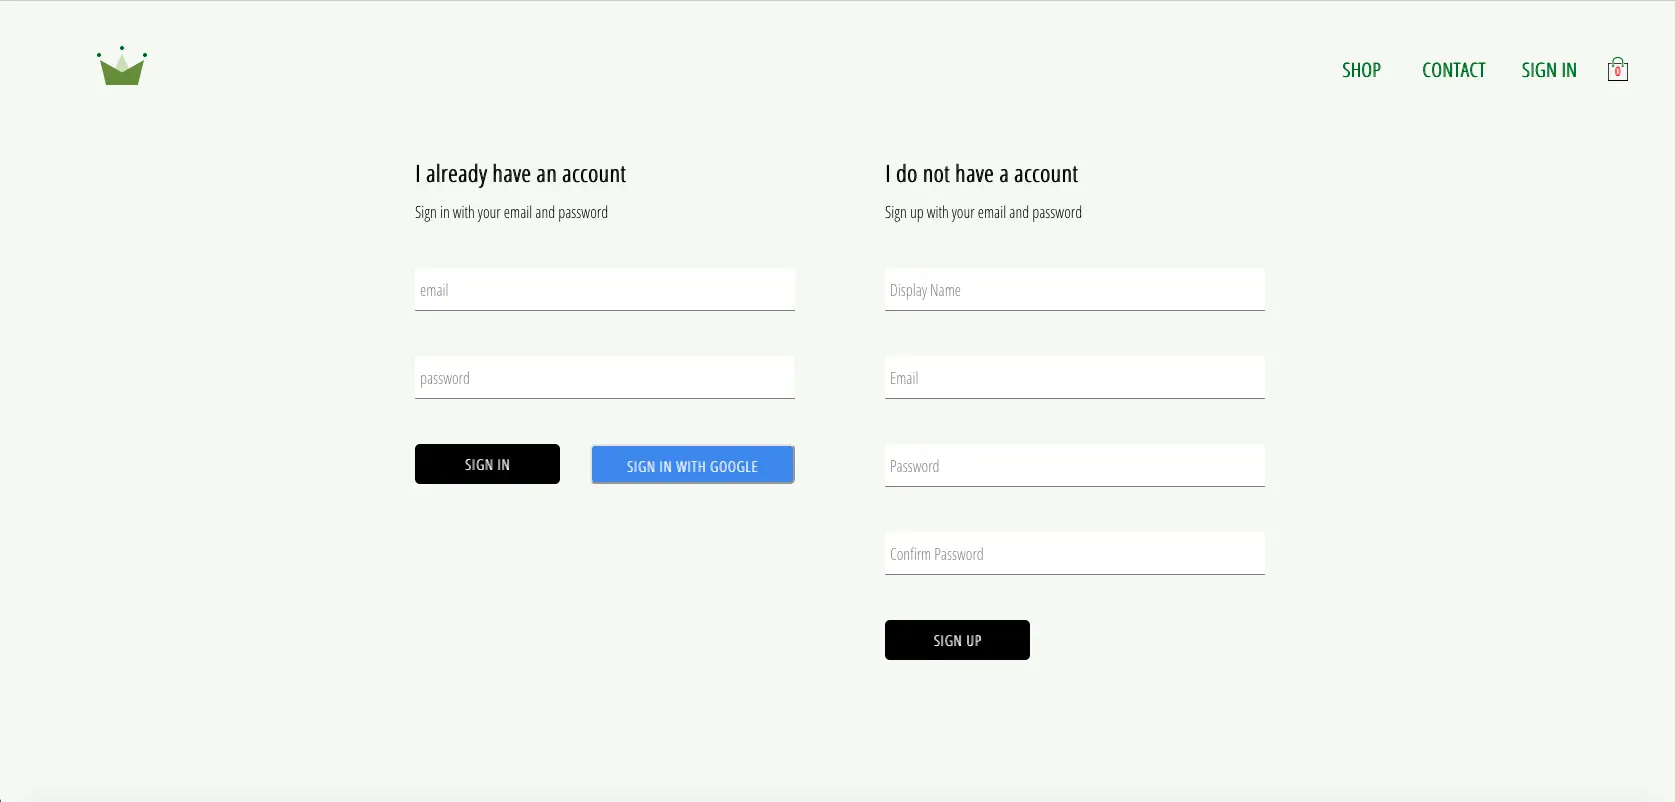 SHOP CONTACT SIGN IN 0
I already have an account
Sign in with your email and password
email
password
SIGN IN SIGN IN WITH GOOGLE
I do not have a account
Sign up with your email and password
Display Name
Email
Password
Confirm Password
SIGN UP